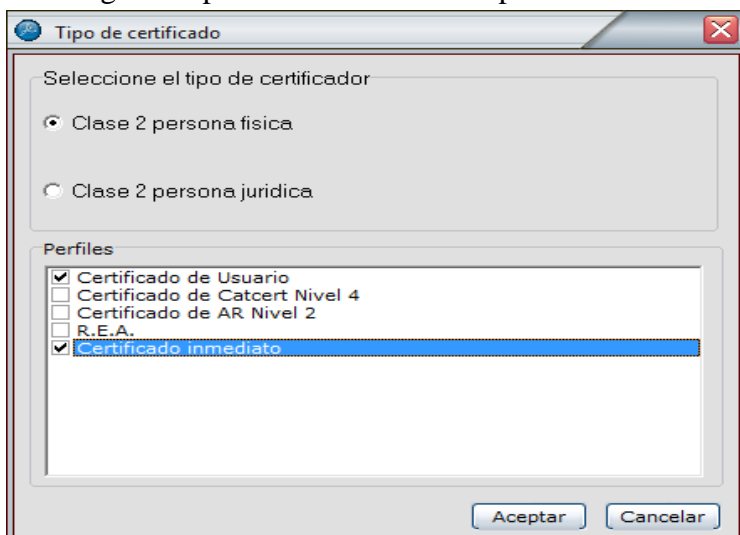 Tipo de certificado
Seleccione el tipo de certificador
Clase 2 persona fisica
Clase 2 persona juridica
Perfiles
Certificado de Usuario
Certificado de Catcert Nivel 4
Certificado de AR Nivel 2
R.E.A.
Certificado inmediato
Aceptar Cancelar